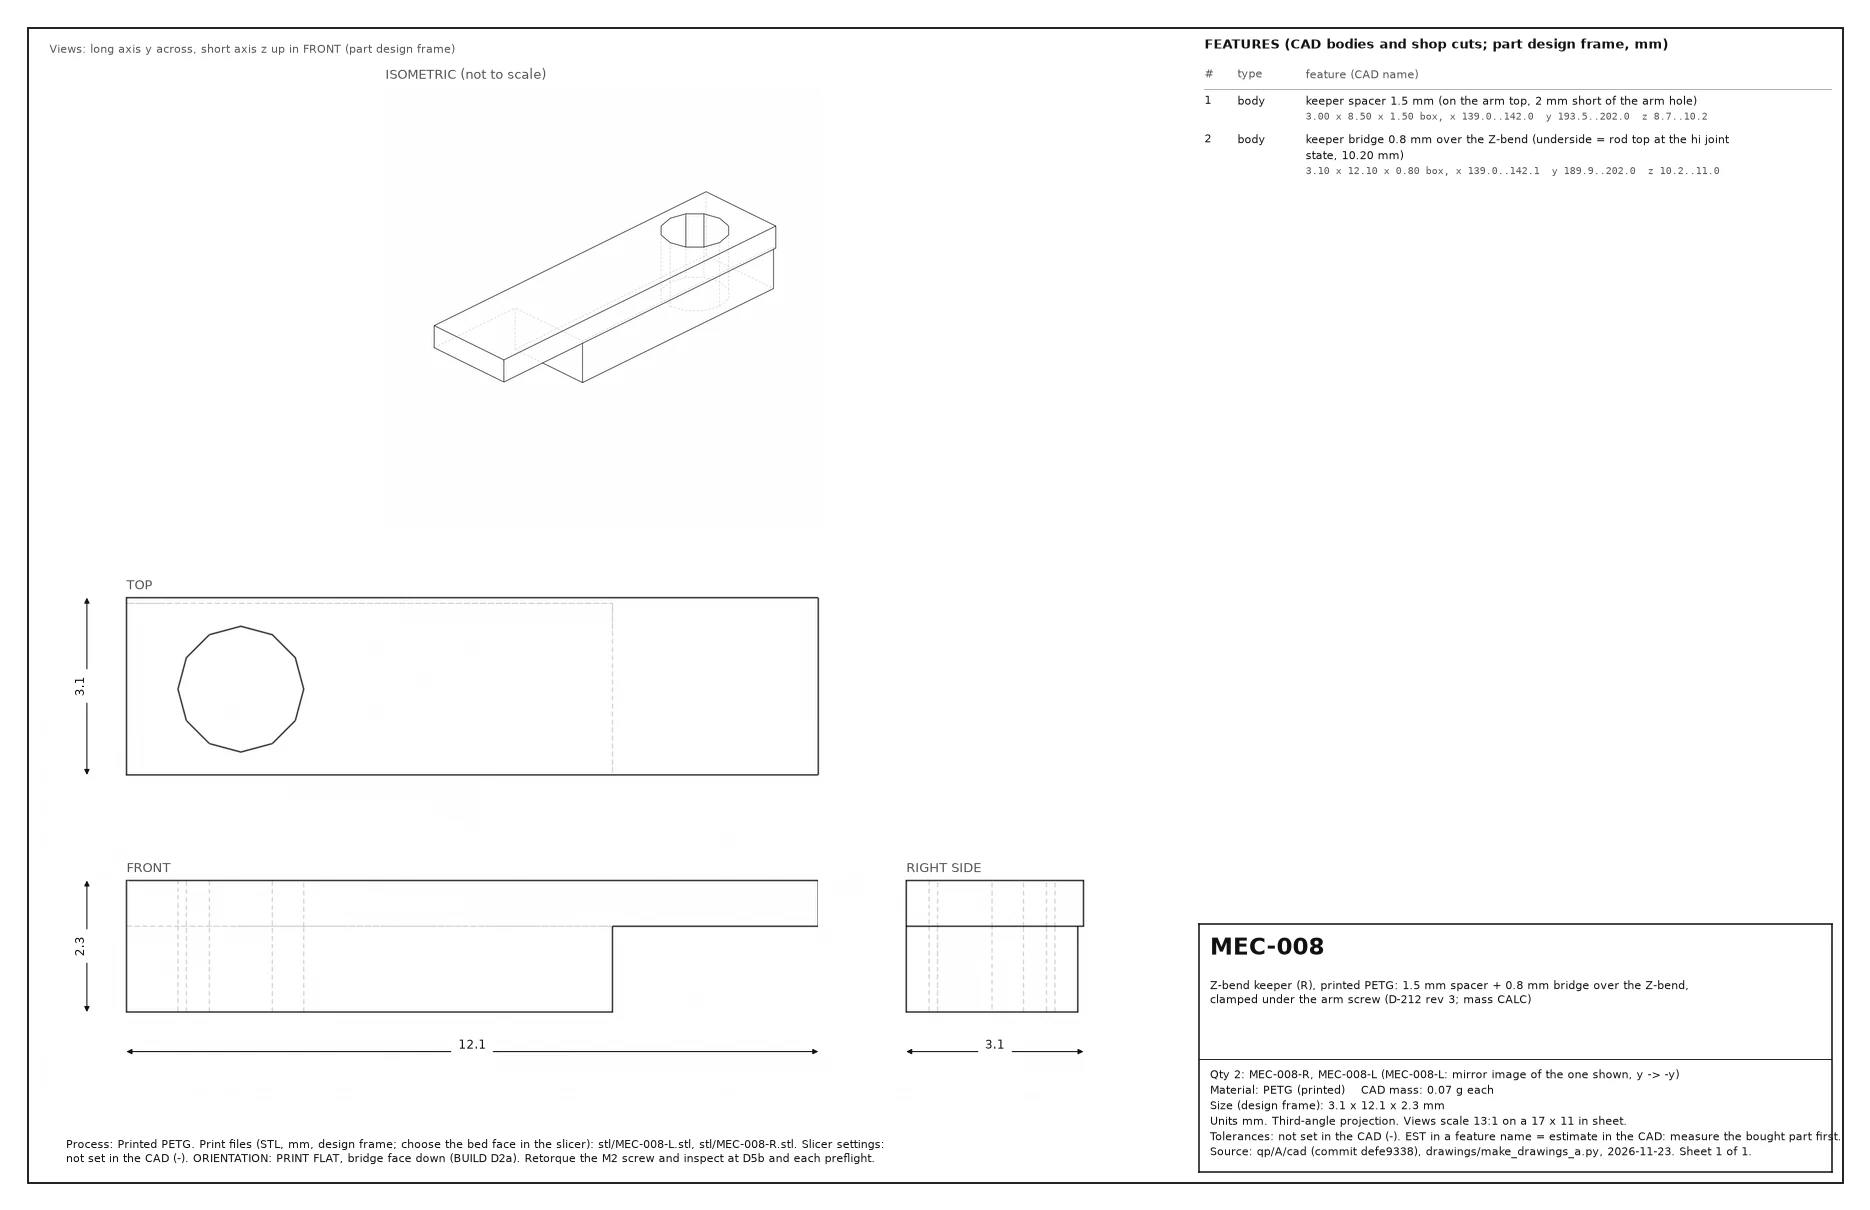 Views: long axis y across, short axis z up in FRONT (part design frame)
ISOMETRIC (not to scale)
FEATURES (CAD bodies and shop cuts; part design frame, mm)
# type feature (CAD name)
1 body keeper spacer 1.5 mm (on the arm top, 2 mm short of the arm hole)
3.00 x 8.50 x 1.50 box, x 139.0..142.0 y 193.5..202.0 z 8.7..10.2
2 body keeper bridge 0.8 mm over the Z-bend (underside = rod top at the hi joint
state, 10.20 mm)
3.10 x 12.10 x 0.80 box, x 139.0..142.1 y 189.9..202.0 z 10.2..11.0
TOP
3.1
FRONT
2.3
12.1
RIGHT SIDE
3.1
MEC-008
Z-bend keeper (R), printed PETG: 1.5 mm spacer + 0.8 mm bridge over the Z-bend,
clamped under the arm screw (D-212 rev 3; mass CALC)
Qty 2: MEC-008-R, MEC-008-L (MEC-008-L: mirror image of the one shown, y -> -y)
Material: PETG (printed) CAD mass: 0.07 g each
Size (design frame): 3.1 x 12.1 x 2.3 mm
Units mm. Third-angle projection. Views scale 13:1 on a 17 x 11 in sheet.
Tolerances: not set in the CAD (-). EST in a feature name = estimate in the CAD: measure the bought part first.
Source: qp/A/cad (commit defe9338), drawings/make_drawings_a.py, 2026-11-23. Sheet 1 of 1.
Process: Printed PETG. Print files (STL, mm, design frame; choose the bed face in the slicer): stl/MEC-008-L.stl, stl/MEC-008-R.stl. Slicer settings:
not set in the CAD (-). ORIENTATION: PRINT FLAT, bridge face down (BUILD D2a). Retorque the M2 screw and inspect at D5b and each preflight.